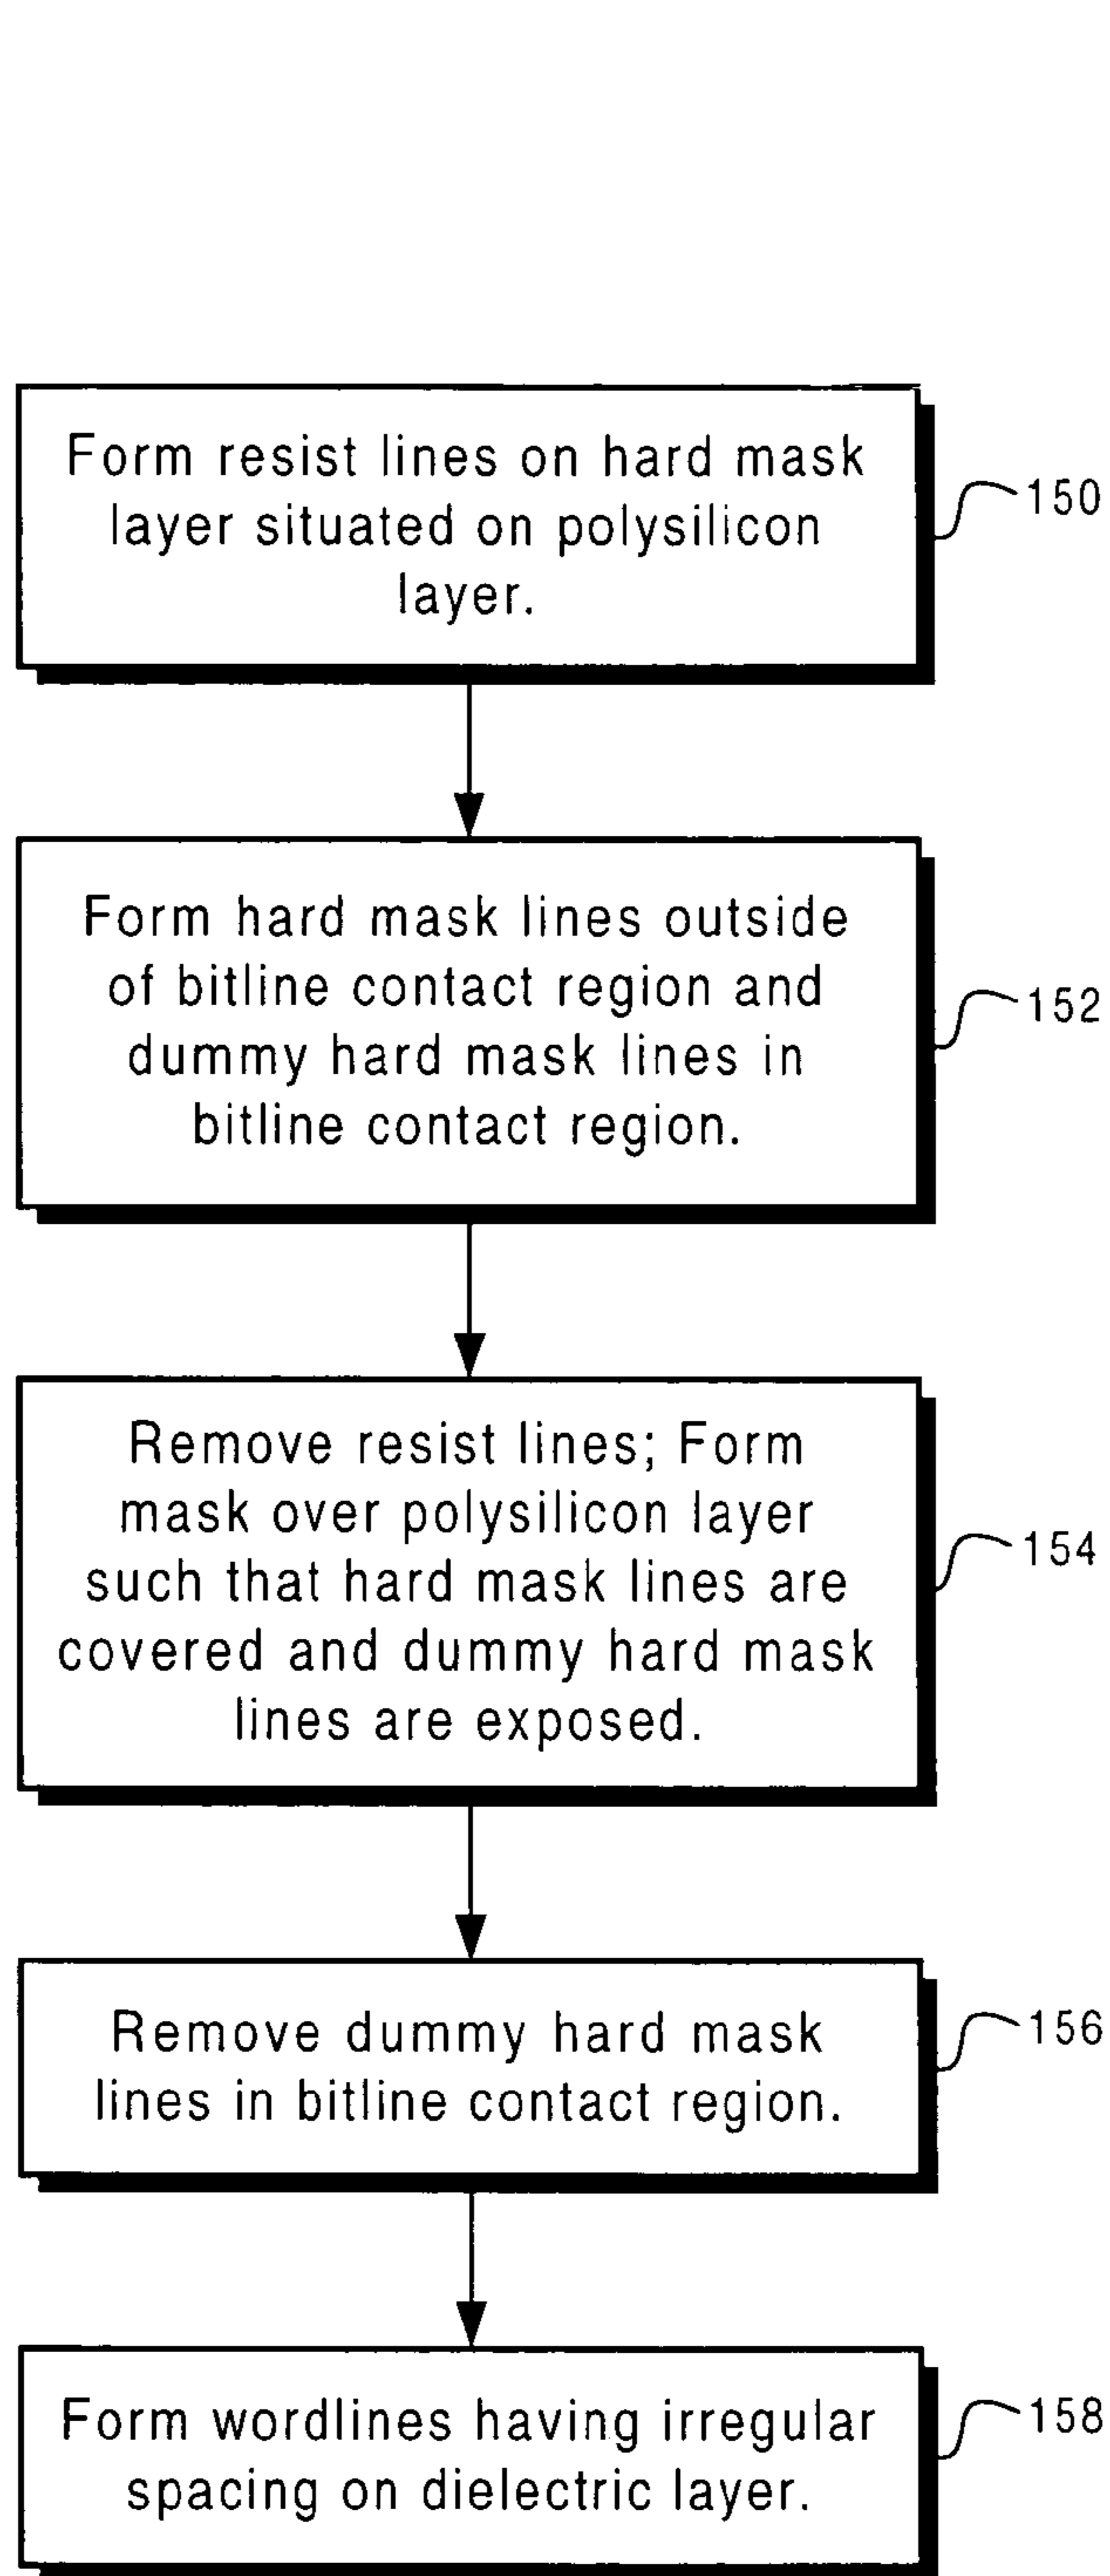 Form resist lines on hard mask
layer situated on polysilicon
layer.
150
Form hard mask lines outside
of bitline contact region and
dummy hard mask lines in
bitline contact region.
152
Remove resist lines; Form
mask over polysilicon layer
such that hard mask lines are
covered and dummy hard mask
lines are exposed.
154
Remove dummy hard mask
lines in bitline contact region.
156
Form wordlines having irregular
spacing on dielectric layer.
158